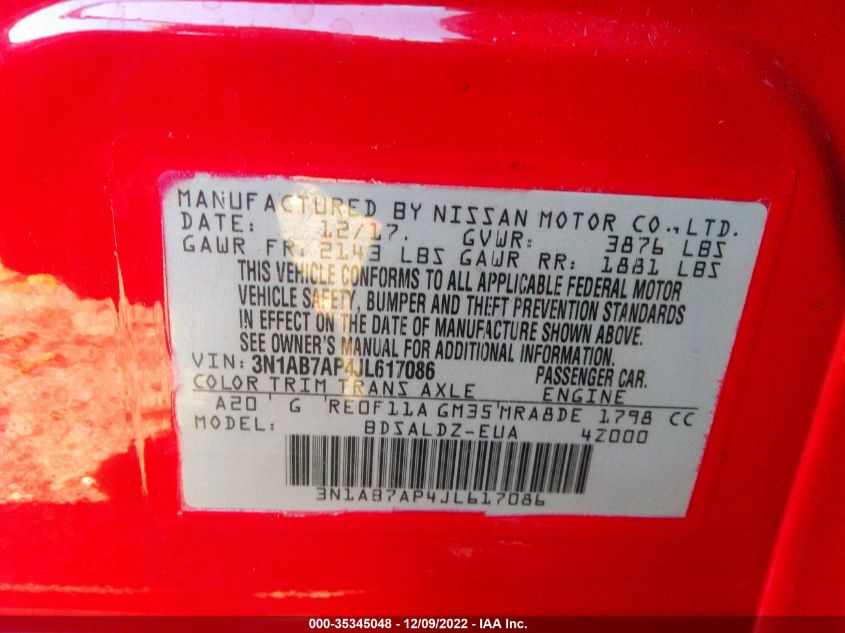 MANUFACTURED BY NISSAN MOTOR CO.,LTD.
DATE: 12/17. GVWR: 3876 LBS
GAWR FR: 2143 LBS GAWR RR: 1881 LBS
THIS VEHICLE CONFORMS TO ALL APPLICABLE FEDERAL MOTOR
VEHICLE SAFETY, BUMPER AND THEFT PREVENTION STANDARDS
IN EFFECT ON THE DATE OF MANUFACTURE SHOWN ABOVE.
SEE OWNER'S MANUAL FOR ADDITIONAL INFORMATION.
VIN: 3N1AB7AP4JL617086 PASSENGER CAR.
COLOR TRIM TRANS AXLE ENGINE
A20 ' G 'RE0F11A GM35'MRA8DE 1798 CC
MODEL: BDSALDZ-EUA 4Z000
3N1AB7AP4JL617086
000-35345048 - 12/09/2022 - IAA Inc.